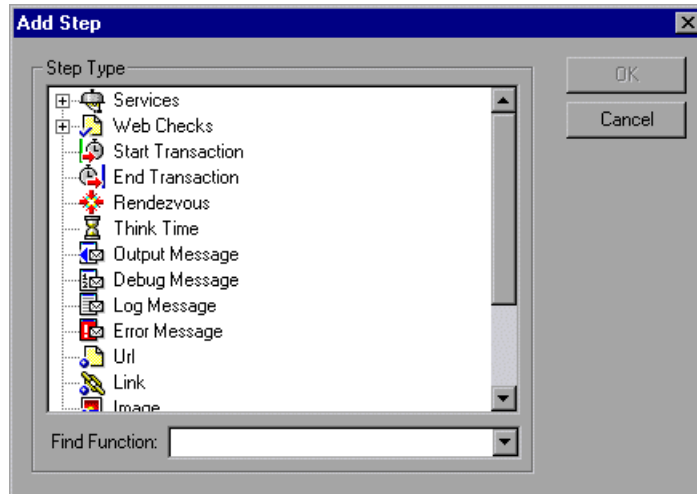 Add Step
Step Type
OK
Cancel
Services
Web Checks
Start Transaction
End Transaction
Rendezvous
Think Time
Output Message
Debug Message
Log Message
Error Message
Url
Link
Image
Find Function: